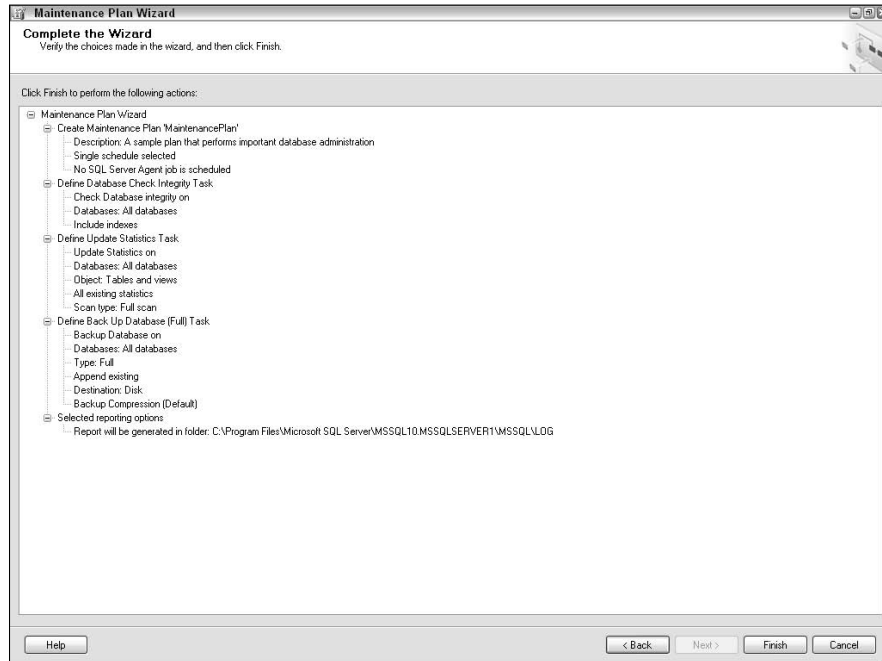 Maintenance Plan Wizard
Complete the Wizard
Verify the choices made in the wizard, and then click Finish.
Click Finish to perform the following actions:
Maintenance Plan Wizard
Create Maintenance Plan 'MaintenancePlan'
Description: A sample plan that performs important database administration
Single schedule selected
No SQL Server Agent job is scheduled
Define Database Check Integrity Task
Check Database integrity on
Databases: All databases
Include indexes
Define Update Statistics Task
Update Statistics on
Databases: All databases
Object: Tables and views
All existing statistics
Scan type: Full scan
Define Back Up Database (Full) Task
Backup Database on
Databases: All databases
Type: Full
Append existing
Destination: Disk
Backup Compression (Default)
Selected reporting options
Report will be generated in folder: C:\Program Files\Microsoft SQL Server\MSSQL10.MSSQLSERVER1\MSSQL\LOG
Help < Back Next > Finish Cancel